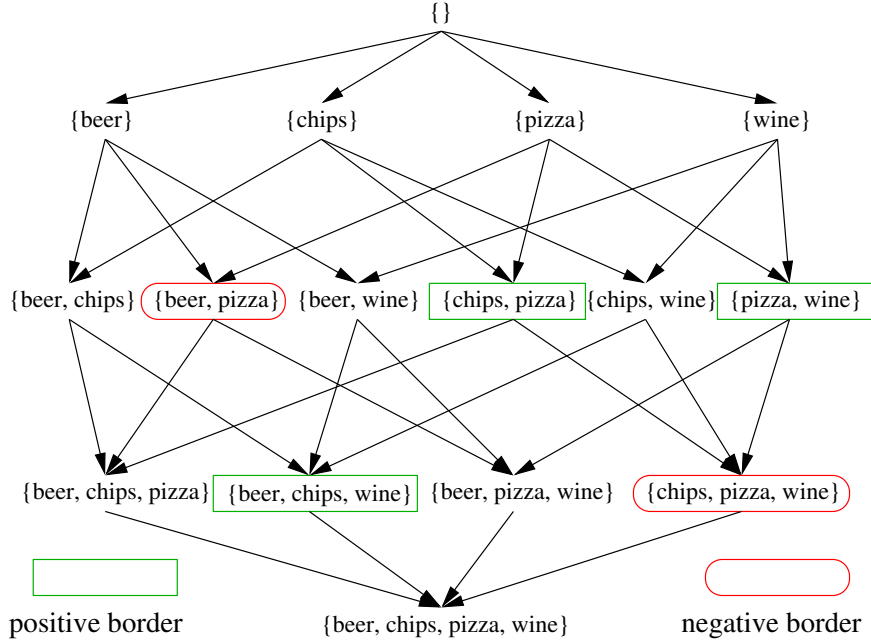 {}
{beer} {chips} {pizza} {wine}
{beer, chips} {beer, pizza} {beer, wine} {chips, pizza} {chips, wine} {pizza, wine}
{beer, chips, pizza} {beer, chips, wine} {beer, pizza, wine} {chips, pizza, wine}
{beer, chips, pizza, wine}
positive border negative border